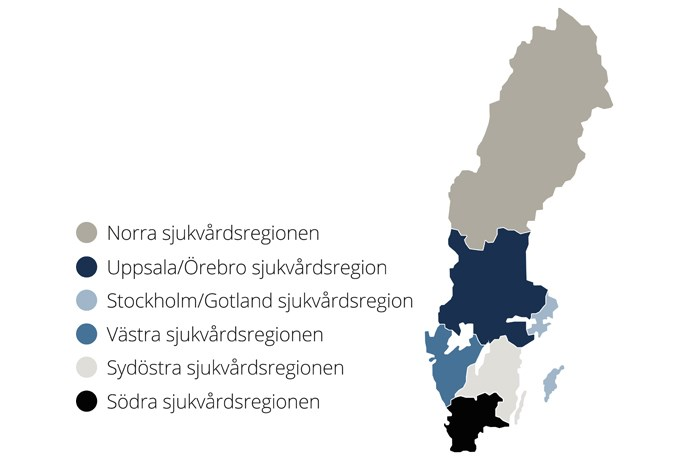 Norra sjukvårdsregionen
Uppsala/Örebro sjukvårdsregion
Stockholm/Gotland sjukvårdsregion
Västra sjukvårdsregionen
Sydöstra sjukvårdsregionen
Södra sjukvårdsregionen